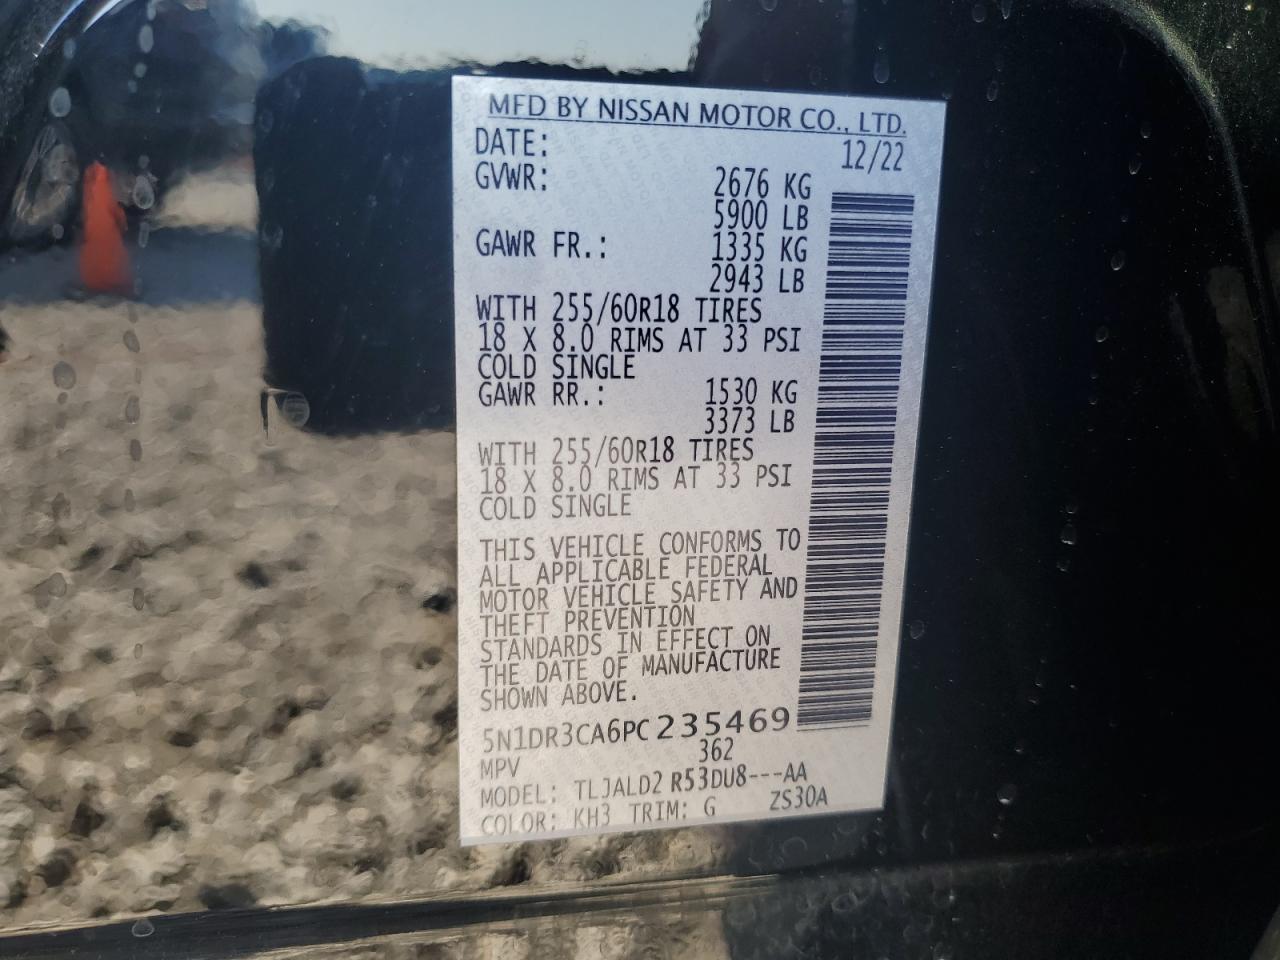 MFD BY NISSAN MOTOR CO., LTD.
DATE: 12/22
GVWR: 2676 KG
5900 LB
GAWR FR.: 1335 KG
2943 LB
WITH 255/60R18 TIRES
18 X 8.0 RIMS AT 33 PSI
COLD SINGLE
GAWR RR.: 1530 KG
3373 LB
WITH 255/60R18 TIRES
18 X 8.0 RIMS AT 33 PSI
COLD SINGLE
THIS VEHICLE CONFORMS TO
ALL APPLICABLE FEDERAL
MOTOR VEHICLE SAFETY AND
THEFT PREVENTION
STANDARDS IN EFFECT ON
THE DATE OF MANUFACTURE
SHOWN ABOVE.
5N1DR3CA6PC235469
MPV 362
MODEL: TLJALD2 R53DU8---AA
COLOR: KH3 TRIM: G ZS30A